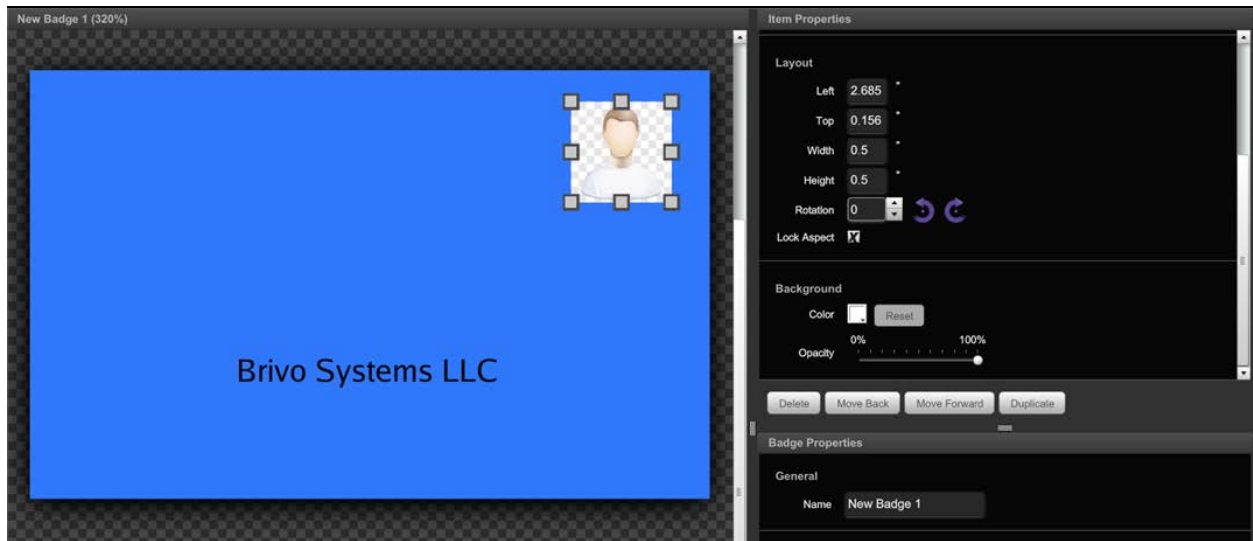 New Badge 1 (320%)
Brivo Systems LLC
Item Properties
Layout
Left 2.685 "
Top 0.156 "
Width 0.5 "
Height 0.5 "
Rotation 0
Lock Aspect
Background
Color Reset
0% 100%
Opacity
Delete Move Back Move Forward Duplicate
Badge Properties
General
Name New Badge 1